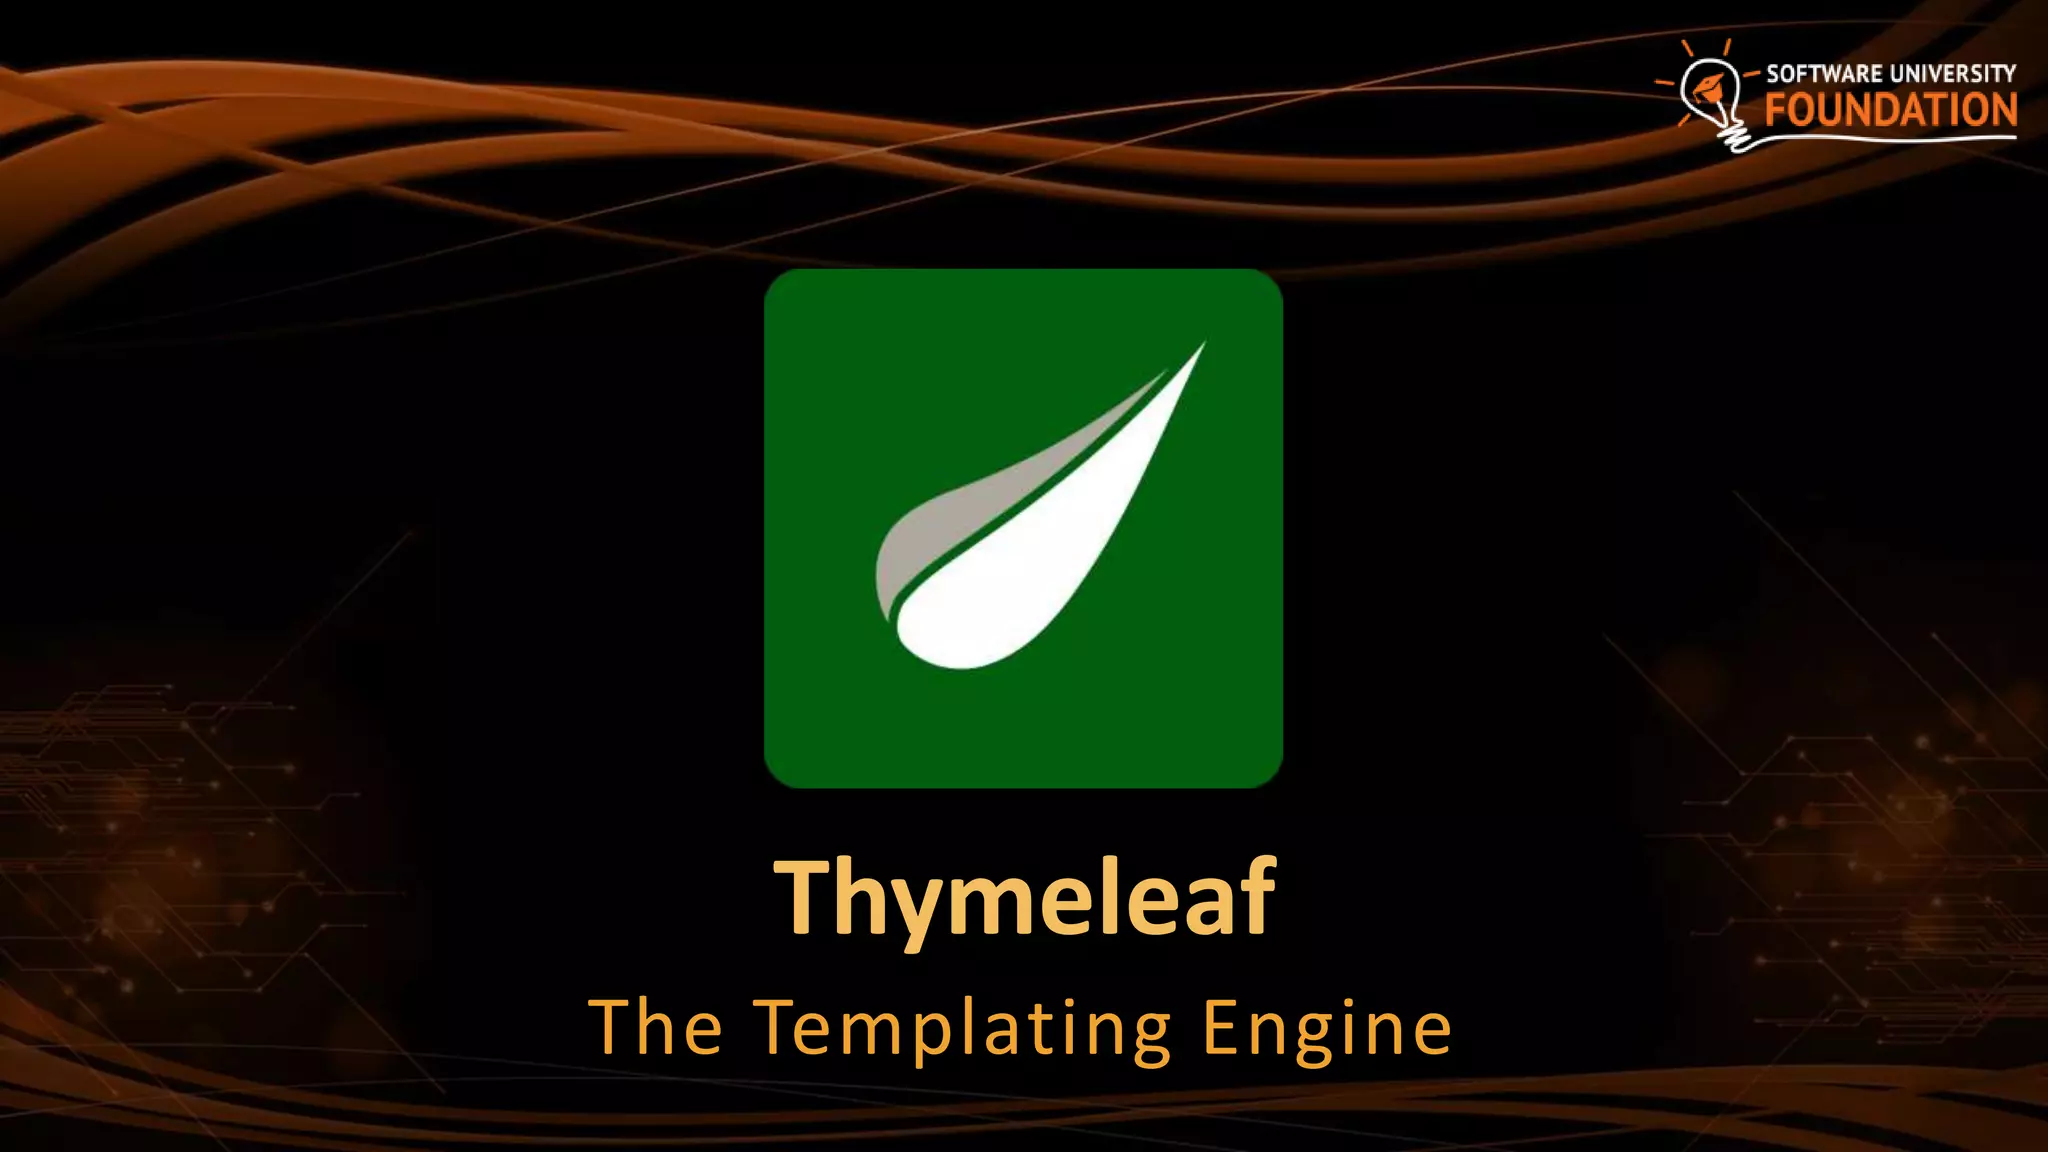 SOFTWARE UNIVERSITY
FOUNDATION
Thymeleaf
The Templating Engine